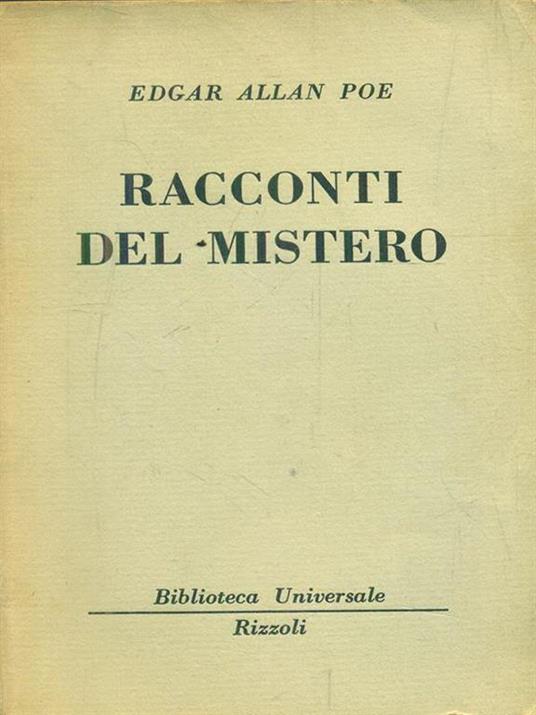 EDGAR ALLAN POE
RACCONTI
DEL MISTERO
Biblioteca Universale
Rizzoli